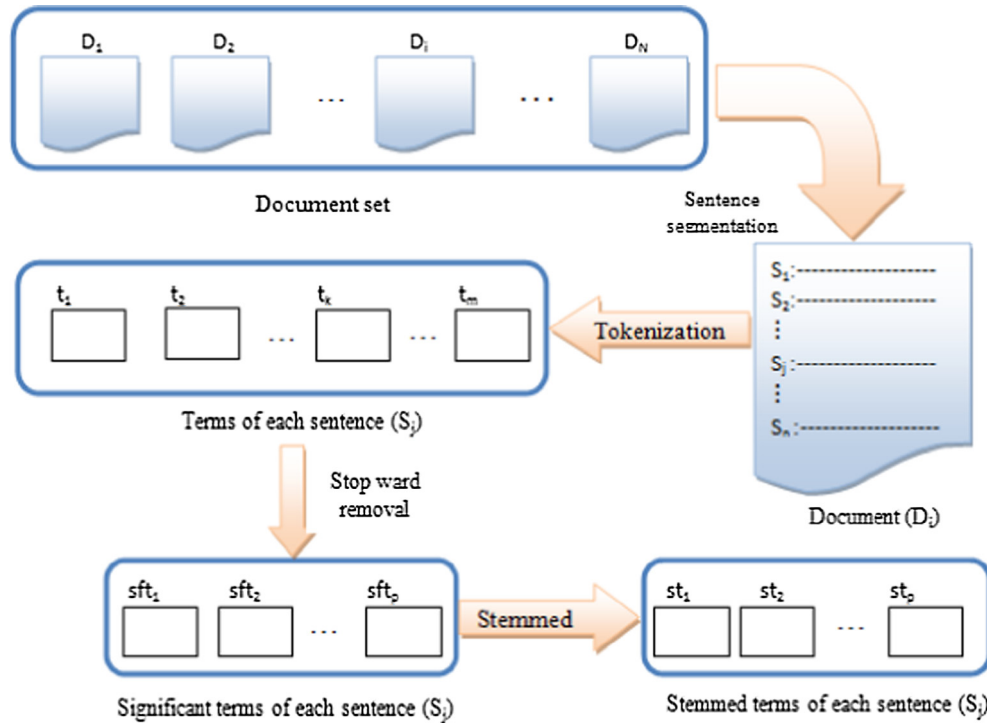 D₁ D₂ ... Dᵢ ... D_N
Document set
Sentence
segmentation
S₁:--------------------
S₂:--------------------
⋮
Sⱼ:--------------------
⋮
Sₙ:--------------------
Document (Dᵢ)
Tokenization
t₁ t₂ ... tₖ ... tₘ
Terms of each sentence (Sⱼ)
Stop ward
removal
sft₁ sft₂ ... sftₚ
Significant terms of each sentence (Sⱼ)
Stemmed
st₁ st₂ ... stₚ
Stemmed terms of each sentence (Sⱼ)